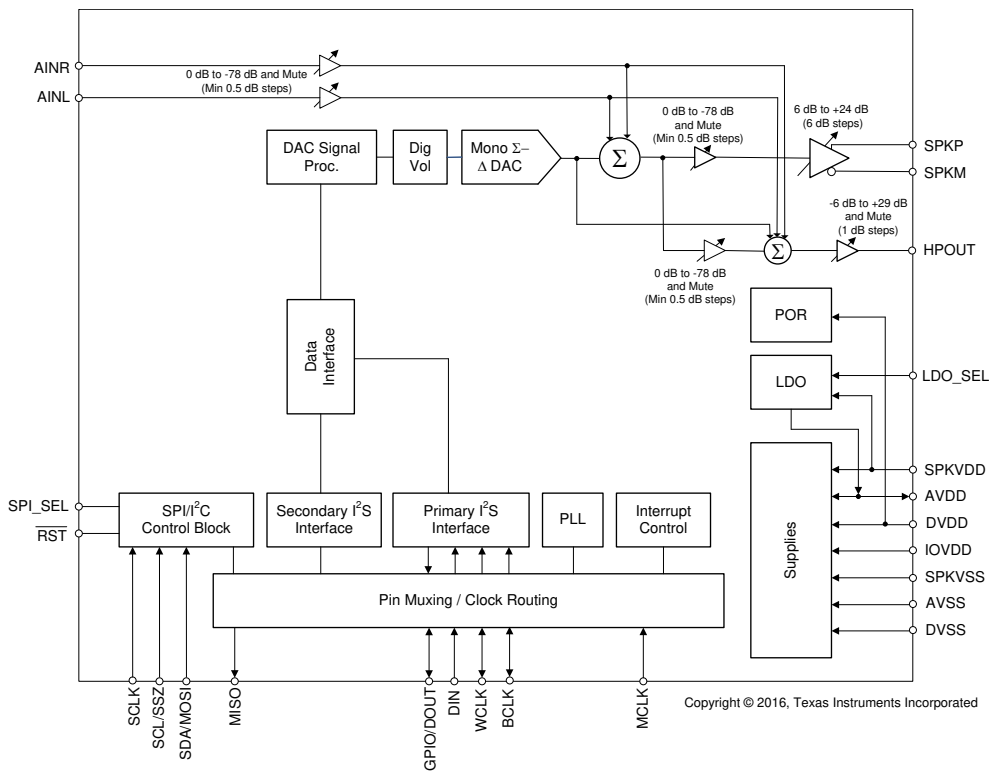 AINR
0 dB to -78 dB and Mute
(Min 0.5 dB steps)
AINL
0 dB to -78 dB
and Mute
(Min 0.5 dB steps)
6 dB to +24 dB
(6 dB steps)
DAC Signal
Proc.
Dig
Vol
Mono Σ–
Δ DAC
Σ
SPKP
SPKM
-6 dB to +29 dB
and Mute
(1 dB steps)
Σ
HPOUT
0 dB to -78 dB
and Mute
(Min 0.5 dB steps)
Data
Interface
POR
LDO
LDO_SEL
Supplies
SPKVDD
AVDD
DVDD
IOVDD
SPKVSS
AVSS
DVSS
SPI_SEL
RST
SPI/I²C
Control Block
Secondary I²S
Interface
Primary I²S
Interface
PLL
Interrupt
Control
Pin Muxing / Clock Routing
SCLK
SCL/SSZ
SDA/MOSI
MISO
GPIO/DOUT
DIN
WCLK
BCLK
MCLK
Copyright © 2016, Texas Instruments Incorporated